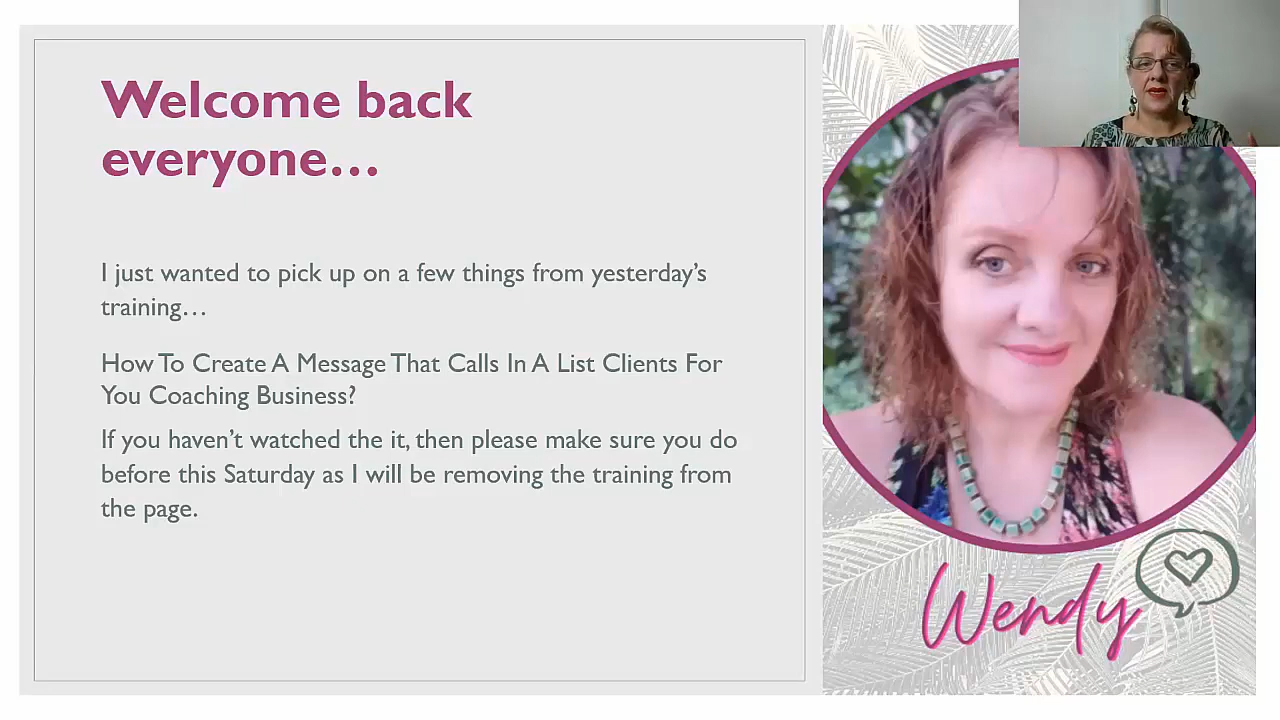 Welcome back
everyone…
I just wanted to pick up on a few things from yesterday’s
training…
How To Create A Message That Calls In A List Clients For
You Coaching Business?
If you haven’t watched the it, then please make sure you do
before this Saturday as I will be removing the training from
the page.
Wendy